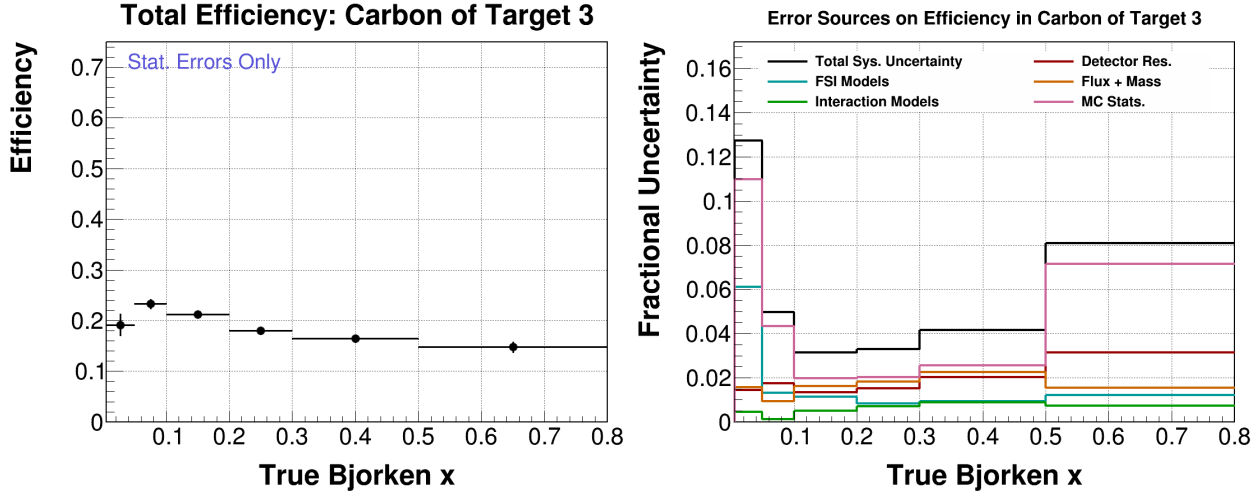 Total Efficiency: Carbon of Target 3
Stat. Errors Only
Efficiency
0.7
0.6
0.5
0.4
0.3
0.2
0.1
0
0.1 0.2 0.3 0.4 0.5 0.6 0.7 0.8
True Bjorken x
Error Sources on Efficiency in Carbon of Target 3
Total Sys. Uncertainty
FSI Models
Interaction Models
Detector Res.
Flux + Mass
MC Stats.
Fractional Uncertainty
0.16
0.14
0.12
0.1
0.08
0.06
0.04
0.02
0
0.1 0.2 0.3 0.4 0.5 0.6 0.7 0.8
True Bjorken x